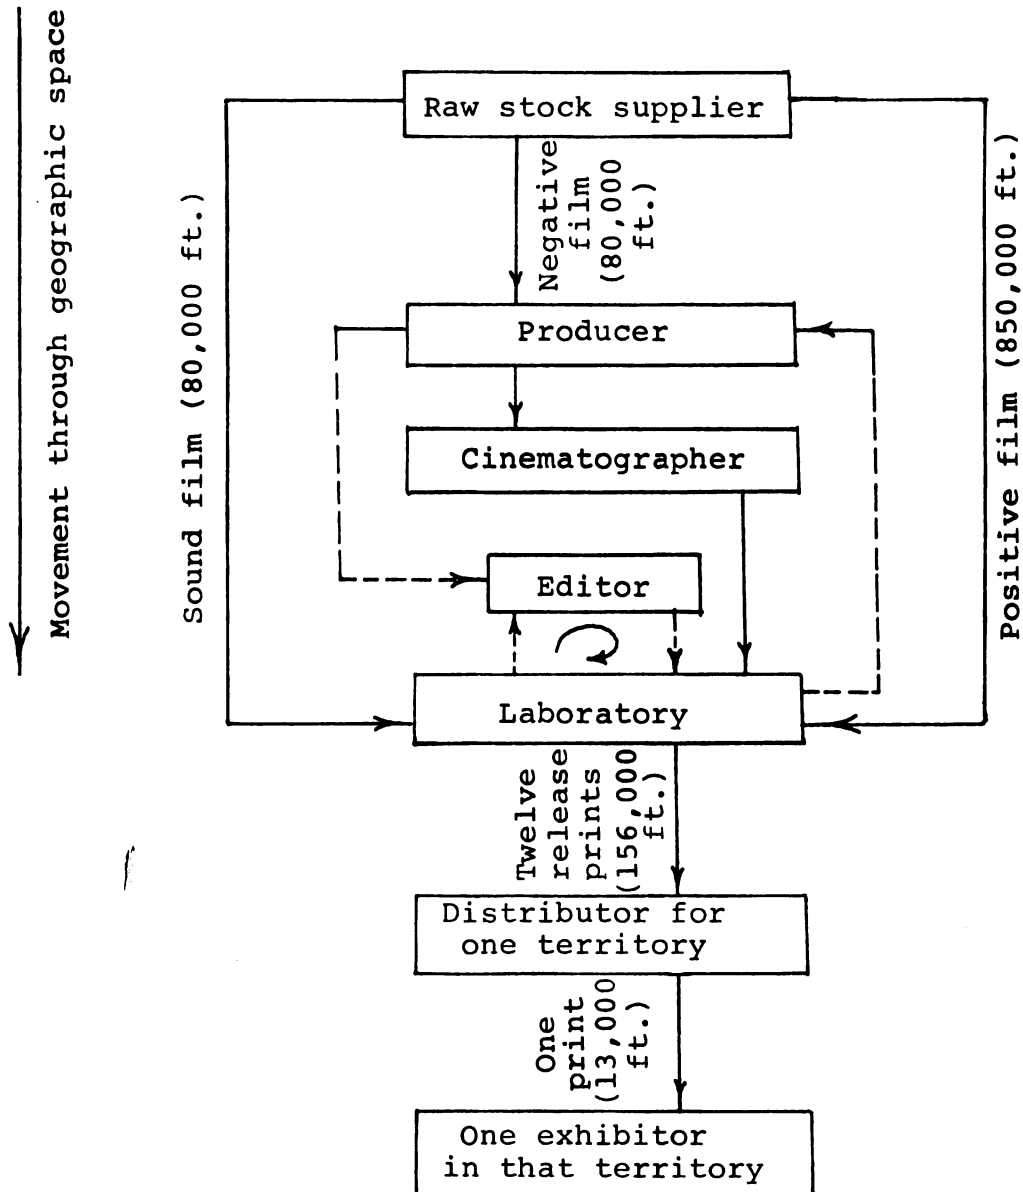 Movement through geographic space
Raw stock supplier
Sound film (80,000 ft.)
Negative
film
(80,000
ft.)
Positive film (850,000 ft.)
Producer
Cinematographer
Editor
Laboratory
Twelve
release
prints
(156,000
ft.)
Distributor for
one territory
One
print
(13,000
ft.)
One exhibitor
in that territory